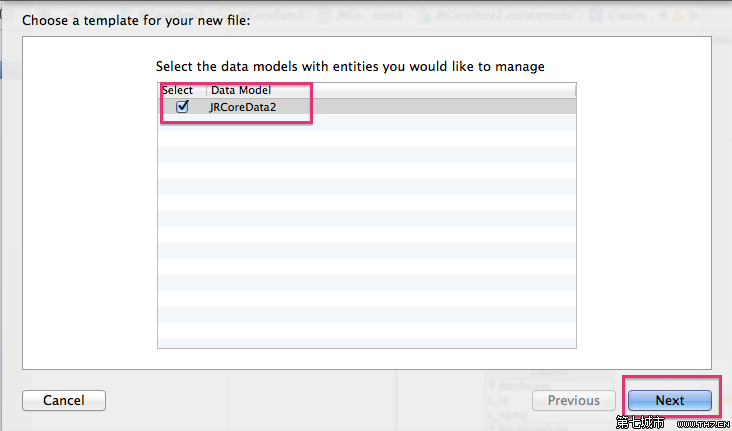 Choose a template for your new file:
Select the data models with entities you would like to manage
Select Data Model
JRCoreData2
Cancel Previous Next
第七城市 WWW.TH7.CN